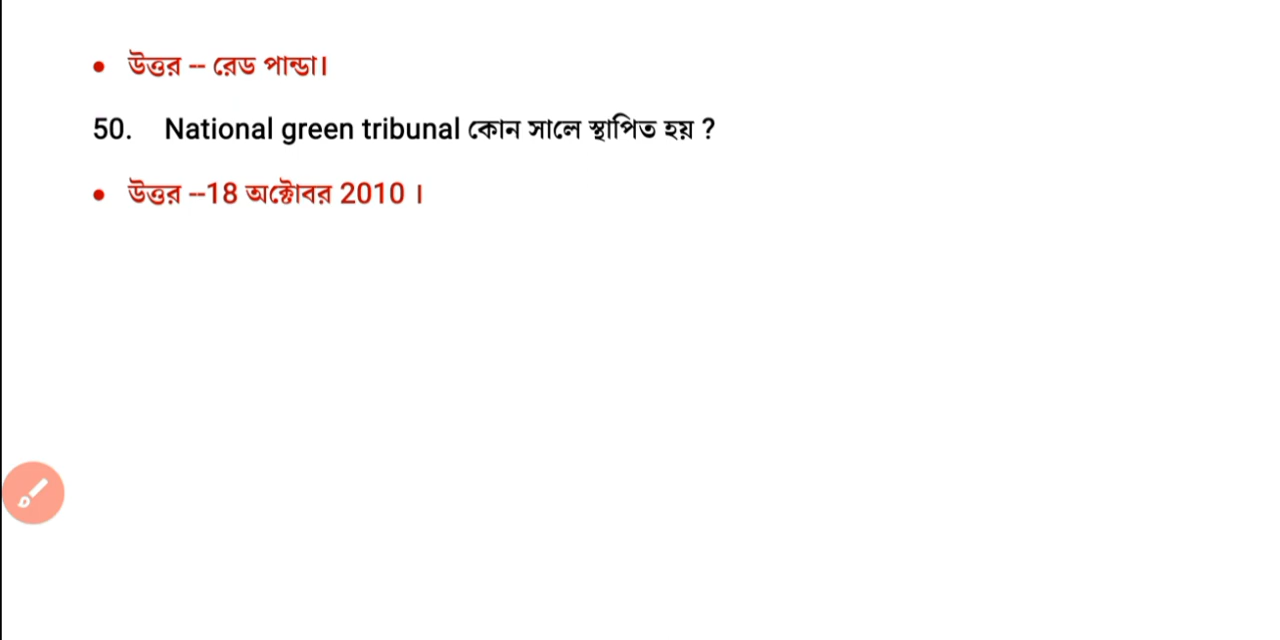 • উত্তর -- রেড পান্ডা।
50. National green tribunal কোন সালে স্থাপিত হয় ?
• উত্তর --18 অক্টোবর 2010 ।